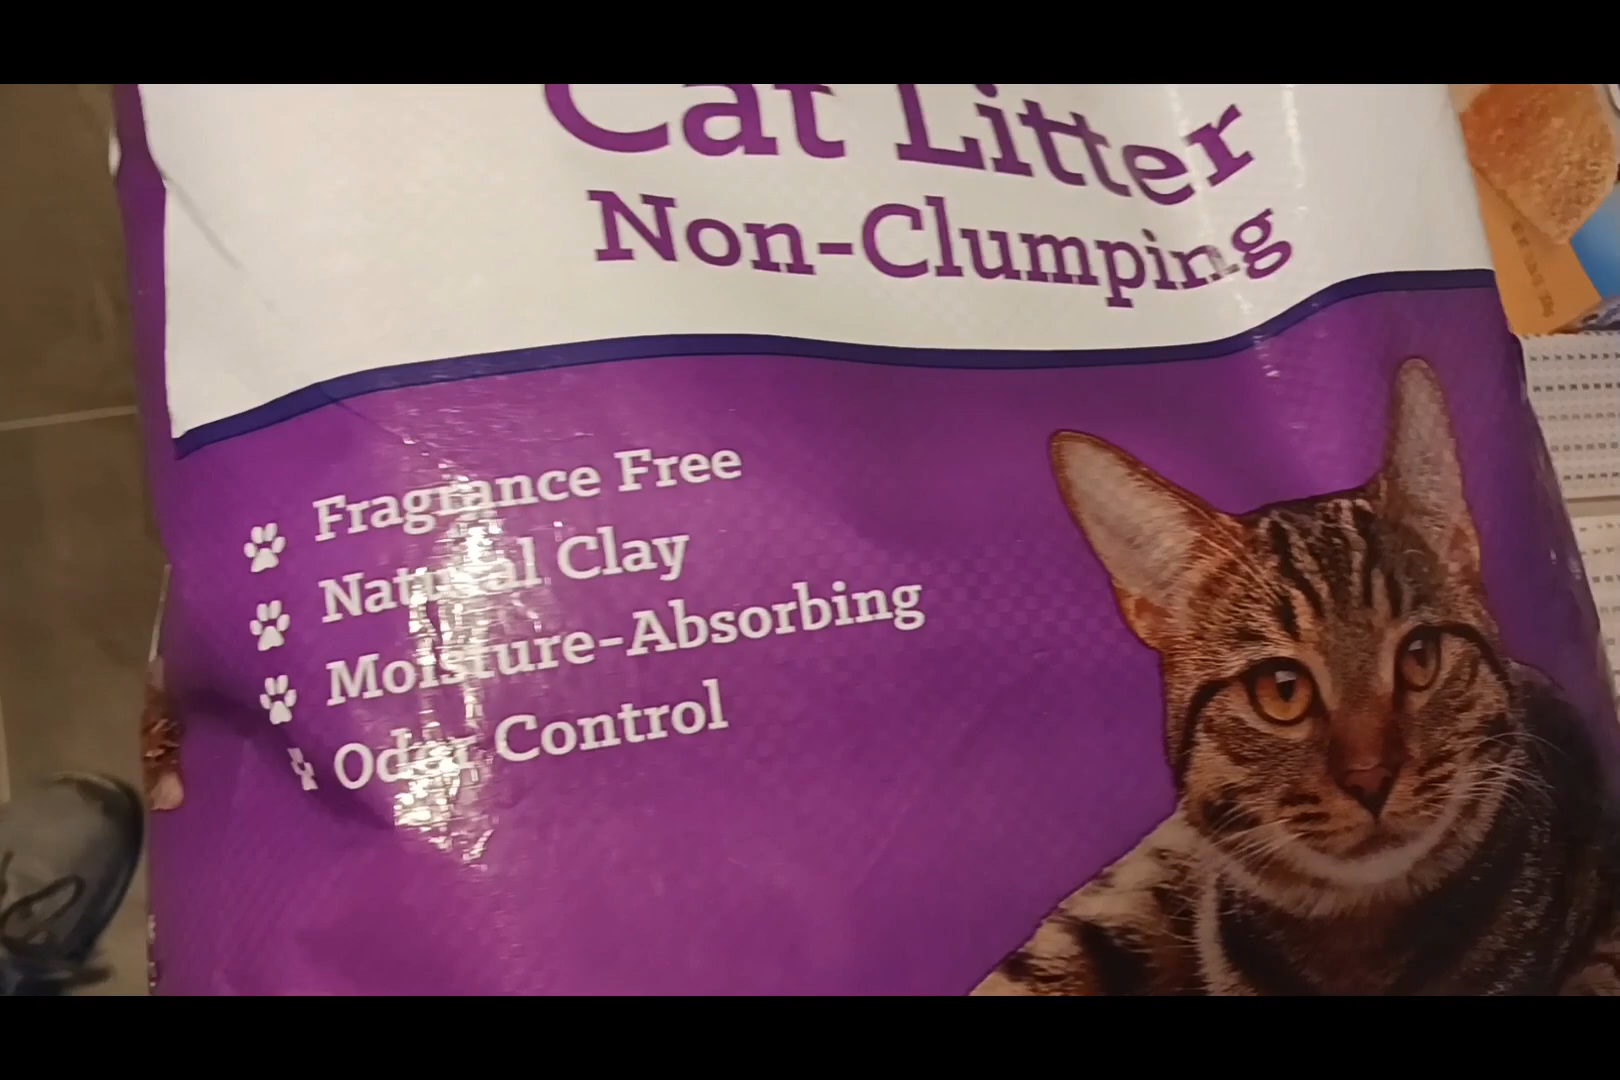 Cat Litter
Non-Clumping
Fragrance Free
Natural Clay
Moisture-Absorbing
Odor Control